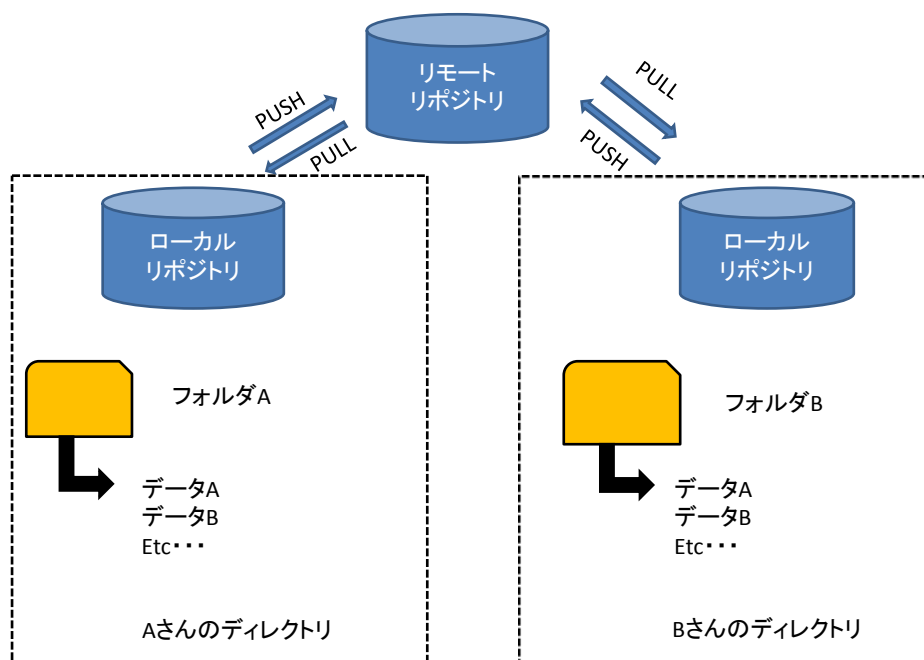 リモート
リポジトリ
PUSH
PULL
PULL
PUSH
ローカル
リポジトリ
フォルダA
データA
データB
Etc・・・
Aさんのディレクトリ
ローカル
リポジトリ
フォルダB
データA
データB
Etc・・・
Bさんのディレクトリ